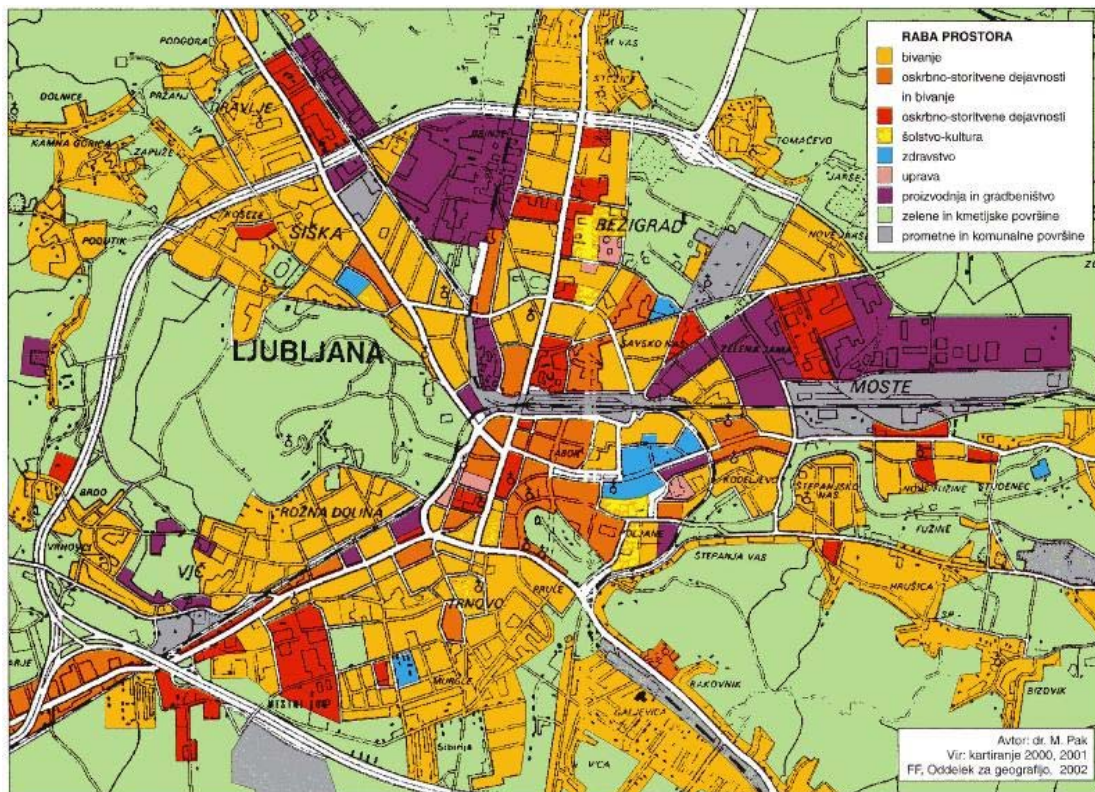 RABA PROSTORA
bivanje
oskrbno-storitvene dejavnosti
in bivanje
oskrbno-storitvene dejavnosti
šolstvo-kultura
zdravstvo
uprava
proizvodnja in gradbeništvo
zelene in kmetijske površine
prometne in komunalne površine
PODGORA
DOLNICE
PRŽANJ
DRAVLJE
KAMNA GORICA
ZAPUŽE
TOMAČEVO
JARŠE
KOSEZE
ŠIŠKA
BEŽIGRAD
NOVE JARŠE
PODUTIK
LJUBLJANA
SAVSKO NAS.
ZELENA JAMA
MOSTE
TABOR
KODELJEVO
ŠTEPANJSKO
NAS.
NOVE FUŽINE
STUDENEC
BRDO
ROŽNA DOLINA
POLJANE
FUŽINE
VRHOVCI
VIČ
ŠTEPANJA VAS
HRUŠICA
PRULE
TRNOVO
MURGLE
RAKOVNIK
BIZOVIK
GALJEVICA
Sibirija
Avtor: dr. M. Pak
Vir: kartiranje 2000, 2001
FF, Oddelek za geografijo, 2002